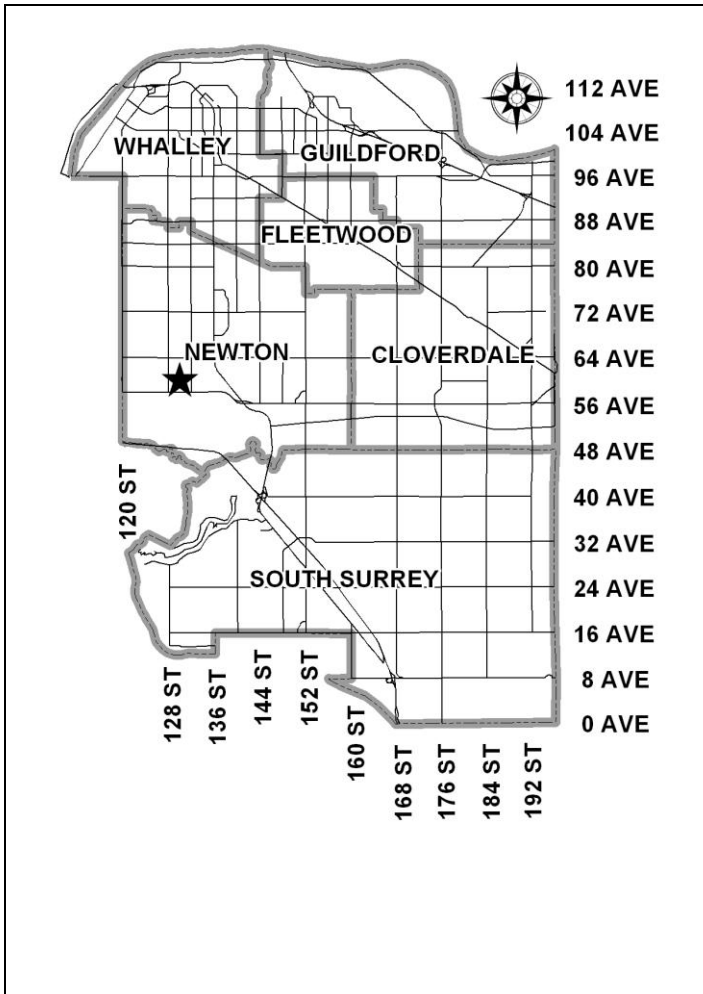 112 AVE
104 AVE
WHALLEY
GUILDFORD
96 AVE
88 AVE
FLEETWOOD
80 AVE
72 AVE
NEWTON
CLOVERDALE
64 AVE
56 AVE
48 AVE
120 ST
40 AVE
32 AVE
SOUTH SURREY
24 AVE
16 AVE
8 AVE
0 AVE
128 ST
136 ST
144 ST
152 ST
160 ST
168 ST
176 ST
184 ST
192 ST